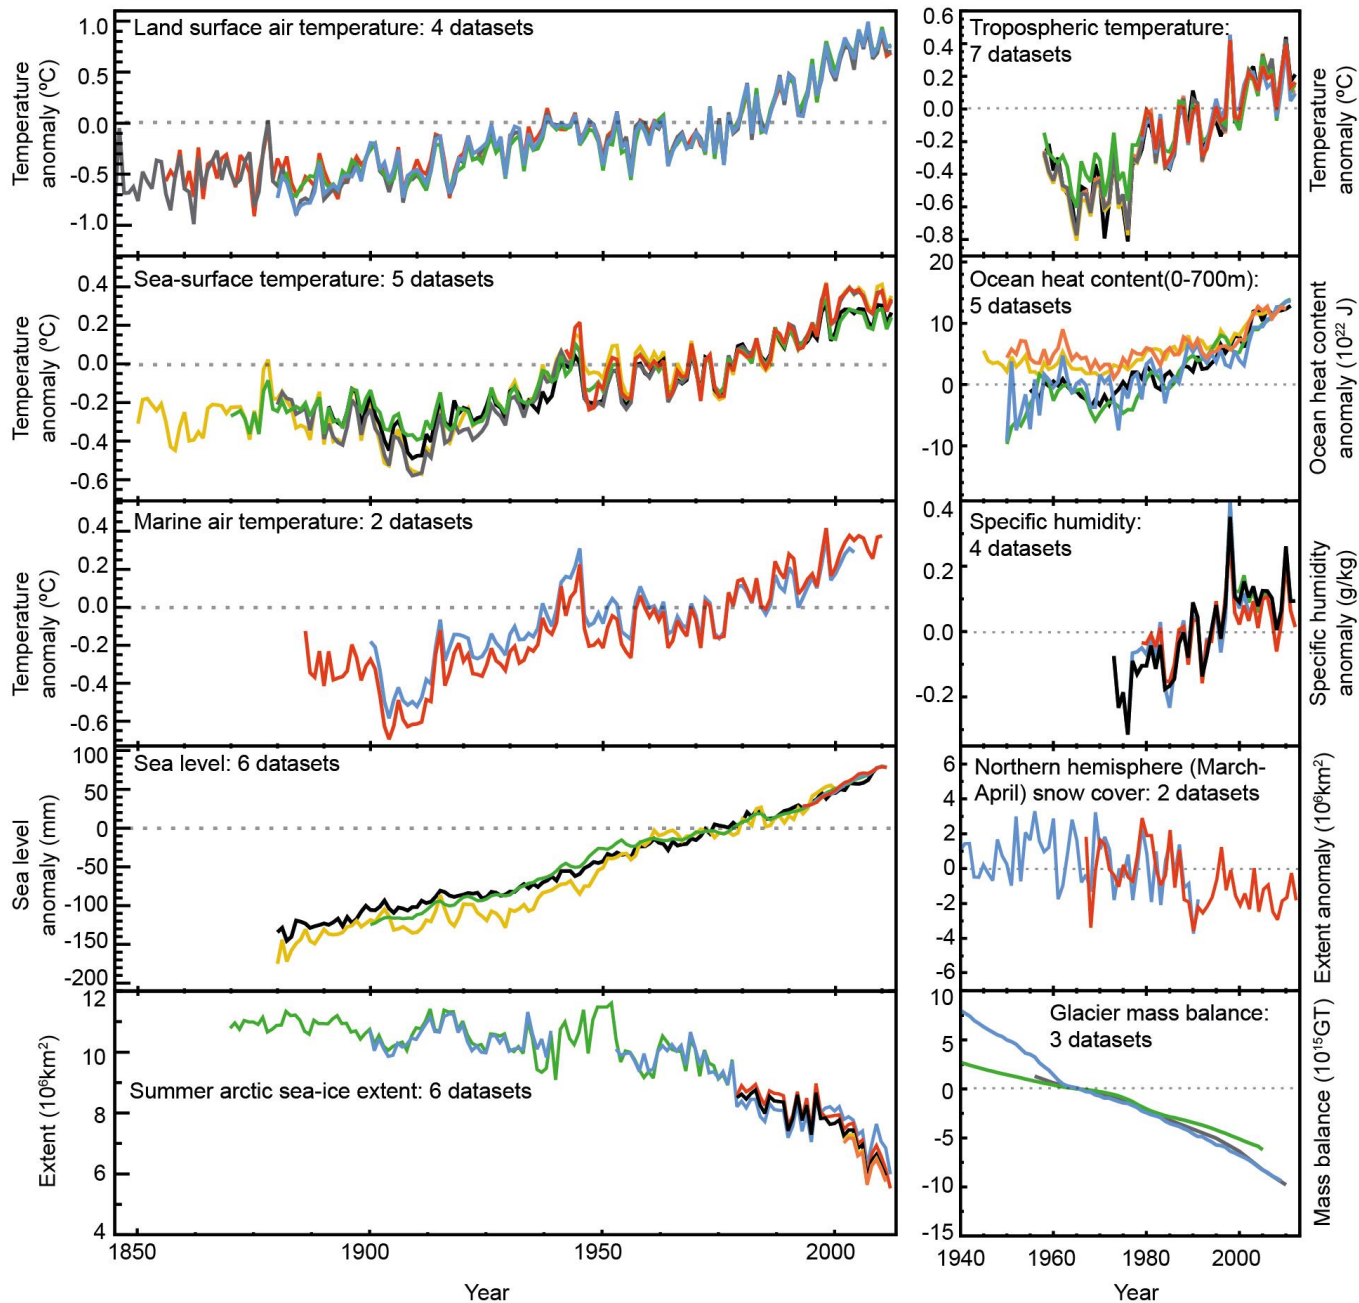 Land surface air temperature: 4 datasets
1.0
0.5
0.0
-0.5
-1.0
Temperature
anomaly (ºC)
Sea-surface temperature: 5 datasets
0.4
0.2
0.0
-0.2
-0.4
-0.6
Temperature
anomaly (ºC)
Marine air temperature: 2 datasets
0.4
0.2
0.0
-0.2
-0.4
-0.6
Temperature
anomaly (ºC)
Sea level: 6 datasets
100
50
0
-50
-100
-150
-200
Sea level
anomaly (mm)
Summer arctic sea-ice extent: 6 datasets
12
10
8
6
4
Extent (10⁶km²)
1850
1900
1950
2000
Year
Tropospheric temperature:
7 datasets
0.6
0.4
0.2
0.0
-0.2
-0.4
-0.6
-0.8
Temperature
anomaly (ºC)
Ocean heat content(0-700m):
5 datasets
20
10
0
-10
Ocean heat content
anomaly (10²² J)
Specific humidity:
4 datasets
0.4
0.2
0.0
-0.2
Specific humidity
anomaly (g/kg)
Northern hemisphere (March-
April) snow cover: 2 datasets
6
4
2
0
-2
-4
-6
Extent anomaly (10⁶km²)
Glacier mass balance:
3 datasets
10
5
0
-5
-10
-15
Mass balance (10¹⁵GT)
1940
1960
1980
2000
Year